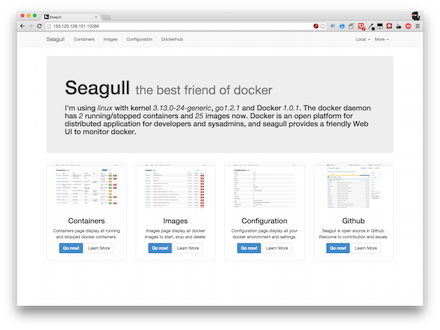 Seagull
153.120.129.101:10086
Seagull Containers Images Configuration DockerHub Local More
Seagull the best friend of docker
I'm using linux with kernel 3.13.0-24-generic, go1.2.1 and Docker 1.0.1. The docker daemon
has 2 running/stopped containers and 25 images now. Docker is an open platform for
distributed application for developers and sysadmins, and seagull provides a friendly Web
UI to monitor docker.
Containers
Containers page display all running
and stopped docker containers.
Go now! Learn More
Images
Images page display all docker
images to start, stop and delete.
Go now! Learn More
Configuration
Configuration page display all your
docker environment and settings.
Go now! Learn More
Github
Seagull is open source in Github.
Welcome to contribution and issues.
Go now! Learn More